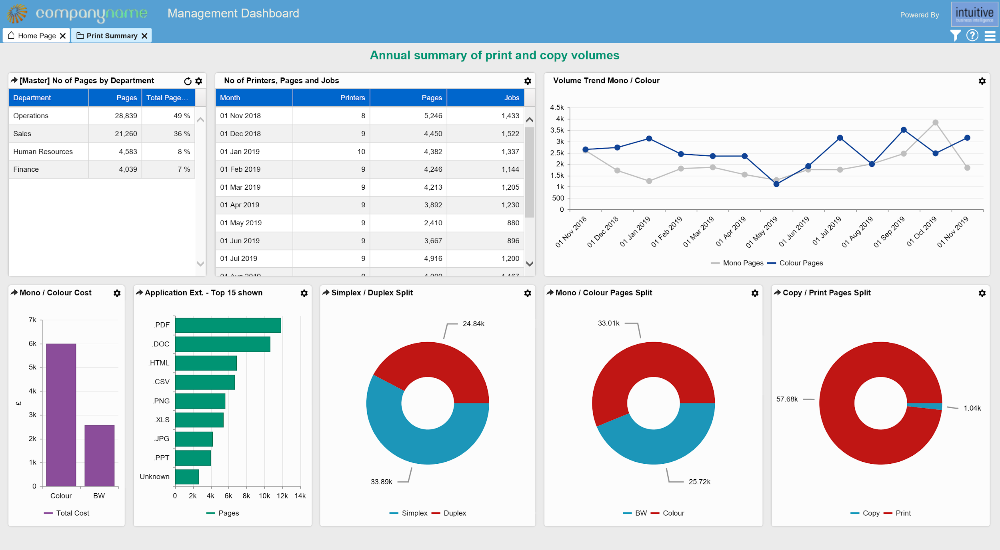 companyname
Management Dashboard
Powered By
intuitive
business intelligence
Home Page
Print Summary
Annual summary of print and copy volumes
[Master] No of Pages by Department
Department Pages Total Page...
Operations 28,839 49 %
Sales 21,260 36 %
Human Resources 4,583 8 %
Finance 4,039 7 %
No of Printers, Pages and Jobs
Month Printers Pages Jobs
01 Nov 2018 8 5,246 1,433
01 Dec 2018 9 4,450 1,522
01 Jan 2019 10 4,382 1,337
01 Feb 2019 9 4,246 1,144
01 Mar 2019 9 4,213 1,205
01 Apr 2019 9 3,892 1,230
01 May 2019 9 2,410 880
01 Jun 2019 9 3,667 896
01 Jul 2019 9 4,916 1,200
01 Aug 2019 9 4,009 1,167
Volume Trend Mono / Colour
4.5k
4k
3.5k
3k
2.5k
2k
1.5k
1k
500
0
01 Nov 2018
01 Dec 2018
01 Jan 2019
01 Feb 2019
01 Mar 2019
01 Apr 2019
01 May 2019
01 Jun 2019
01 Jul 2019
01 Aug 2019
01 Sep 2019
01 Oct 2019
01 Nov 2019
Mono Pages Colour Pages
Mono / Colour Cost
7k
6k
5k
4k
3k
2k
1k
0
£
Colour BW
Total Cost
Application Ext. - Top 15 shown
.PDF
.DOC
.HTML
.CSV
.PNG
.XLS
.JPG
.PPT
Unknown
0 2k 4k 6k 8k 10k 12k 14k
Pages
Simplex / Duplex Split
24.84k
33.89k
Simplex Duplex
Mono / Colour Pages Split
33.01k
25.72k
BW Colour
Copy / Print Pages Split
57.68k
1.04k
Copy Print